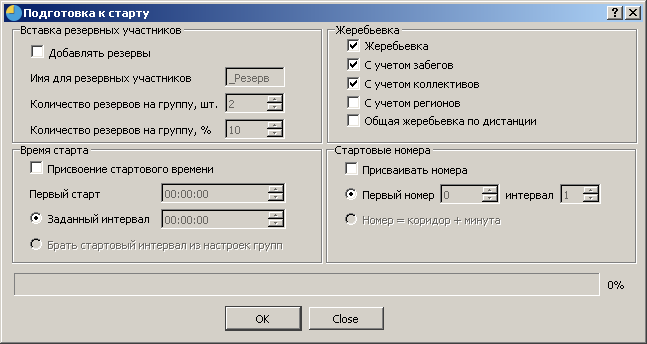 Подготовка к старту
Вставка резервных участников
Добавлять резервы
Имя для резервных участников _Резерв
Количество резервов на группу, шт. 2
Количество резервов на группу, % 10
Жеребьевка
Жеребьевка
С учетом забегов
С учетом коллективов
С учетом регионов
Общая жеребьевка по дистанции
Время старта
Присвоение стартового времени
Первый старт 00:00:00
Заданный интервал 00:00:00
Брать стартовый интервал из настроек групп
Стартовые номера
Присваивать номера
Первый номер 0 интервал 1
Номер = коридор + минута
0%
OK Close